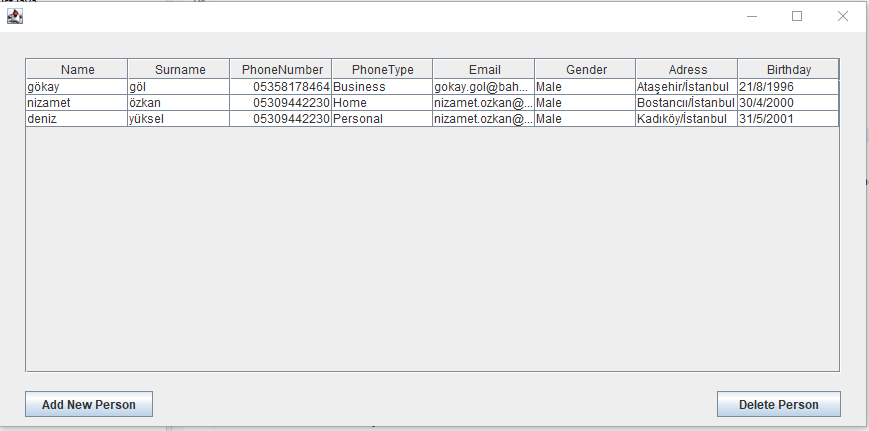 Name Surname PhoneNumber PhoneType Email Gender Adress Birthday
gökay göl 05358178464 Business gokay.gol@bah... Male Ataşehir/İstanbul 21/8/1996
nizamet özkan 05309442230 Home nizamet.ozkan@... Male Bostancıı/İstanbul 30/4/2000
deniz yüksel 05309442230 Personal nizamet.ozkan@... Male Kadıköy/İstanbul 31/5/2001
Add New Person Delete Person